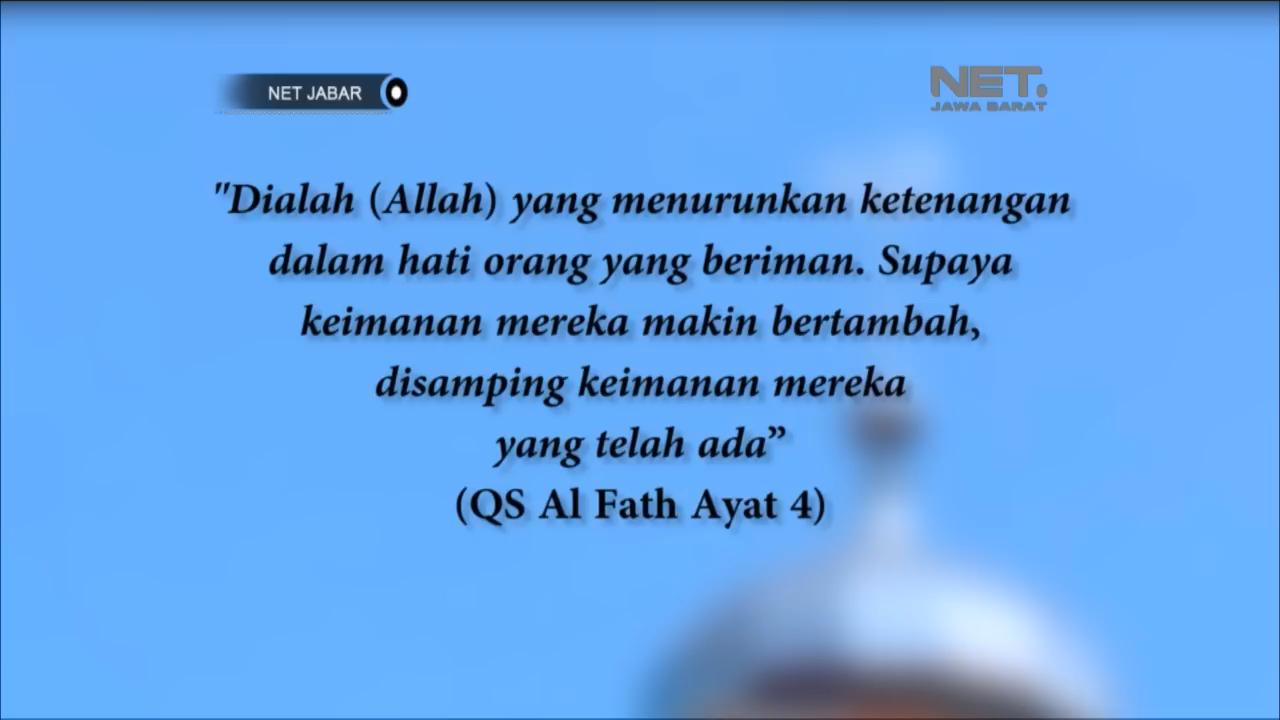 NET JABAR
NET.
JAWA BARAT
"Dialah (Allah) yang menurunkan ketenangan
dalam hati orang yang beriman. Supaya
keimanan mereka makin bertambah,
disamping keimanan mereka
yang telah ada”
(QS Al Fath Ayat 4)